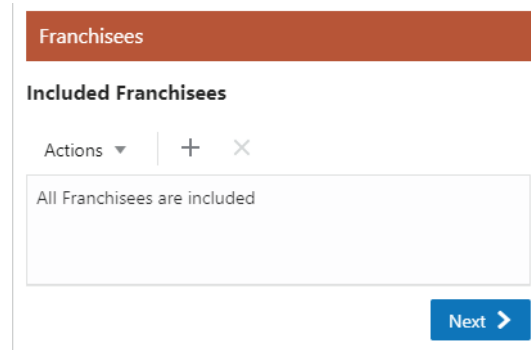 Franchisees
Included Franchisees
Actions
All Franchisees are included
Next